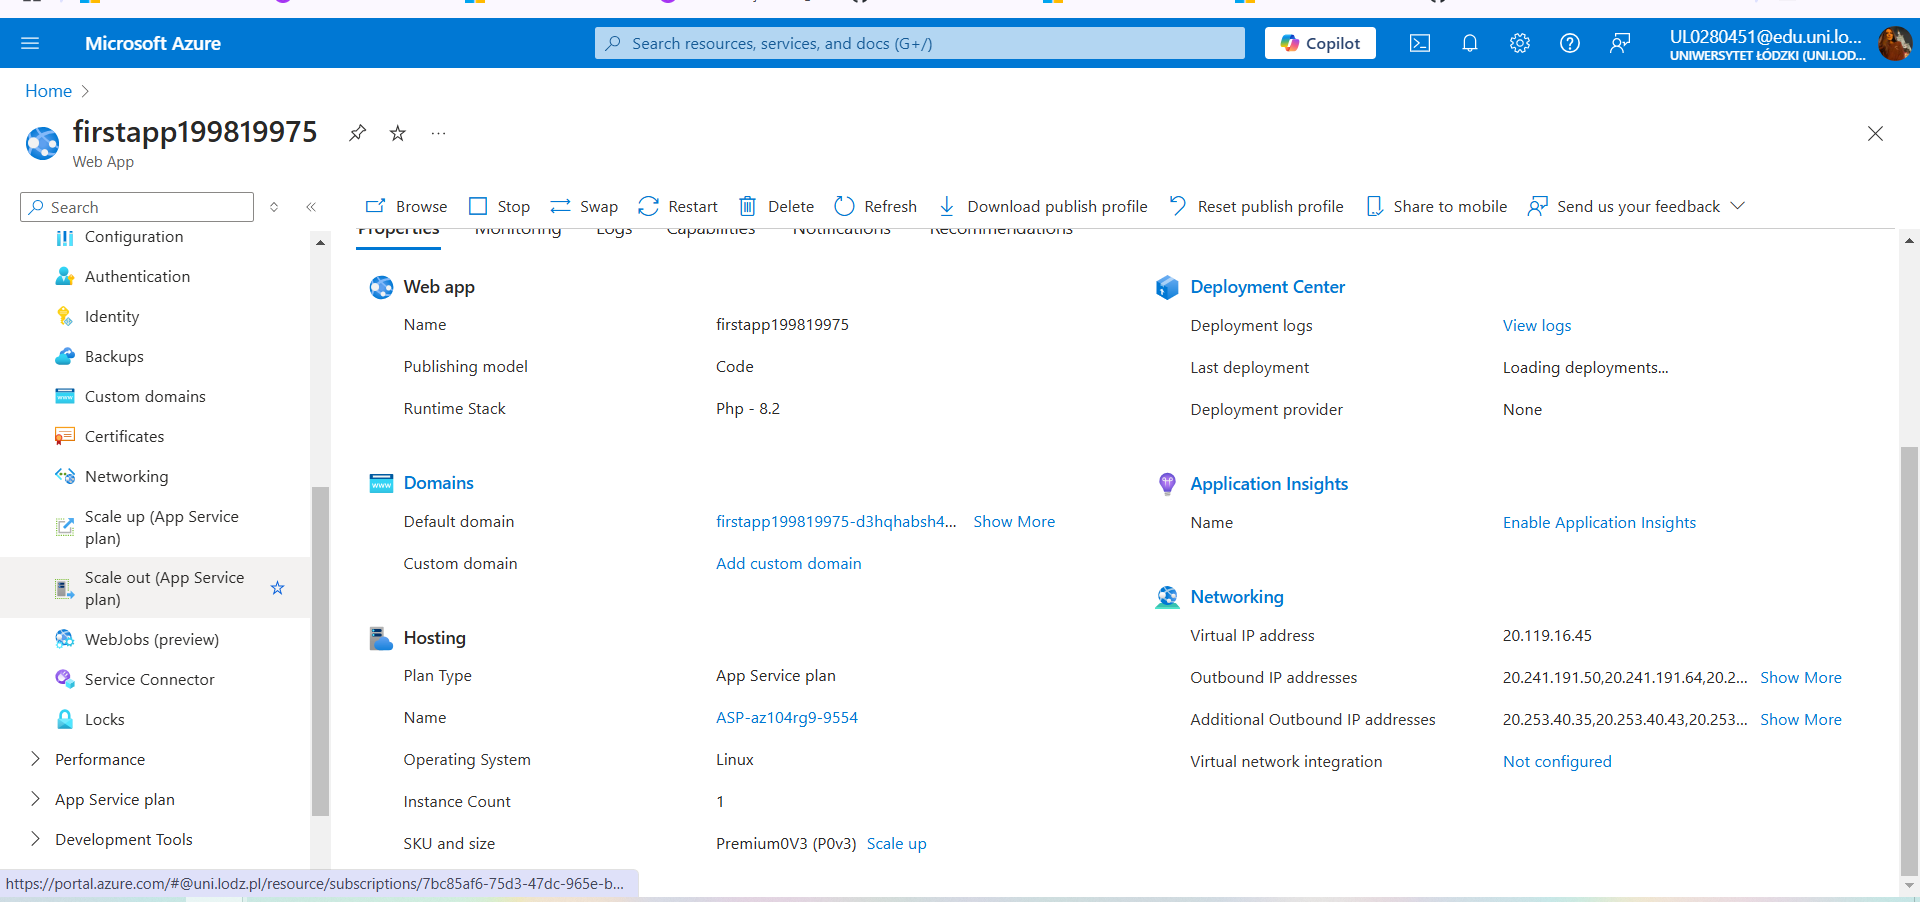 Microsoft Azure
Search resources, services, and docs (G+/)
Copilot
UL0280451@edu.uni.lo...
UNIWERSYTET ŁÓDZKI (UNI.LOD...
Home
firstapp199819975
Web App
Search
Browse
Stop
Swap
Restart
Delete
Refresh
Download publish profile
Reset publish profile
Share to mobile
Send us your feedback
Configuration
Authentication
Identity
Backups
Custom domains
Certificates
Networking
Scale up (App Service
plan)
Scale out (App Service
plan)
WebJobs (preview)
Service Connector
Locks
Performance
App Service plan
Development Tools
Properties
Monitoring
Logs
Capabilities
Notifications
Recommendations
Web app
Name firstapp199819975
Publishing model Code
Runtime Stack Php - 8.2
Domains
Default domain firstapp199819975-d3hqhabsh4... Show More
Custom domain Add custom domain
Hosting
Plan Type App Service plan
Name ASP-az104rg9-9554
Operating System Linux
Instance Count 1
SKU and size Premium0V3 (P0v3) Scale up
Deployment Center
Deployment logs View logs
Last deployment Loading deployments...
Deployment provider None
Application Insights
Name Enable Application Insights
Networking
Virtual IP address 20.119.16.45
Outbound IP addresses 20.241.191.50,20.241.191.64,20.2... Show More
Additional Outbound IP addresses 20.253.40.35,20.253.40.43,20.253... Show More
Virtual network integration Not configured
https://portal.azure.com/#@uni.lodz.pl/resource/subscriptions/7bc85af6-75d3-47dc-965e-b...